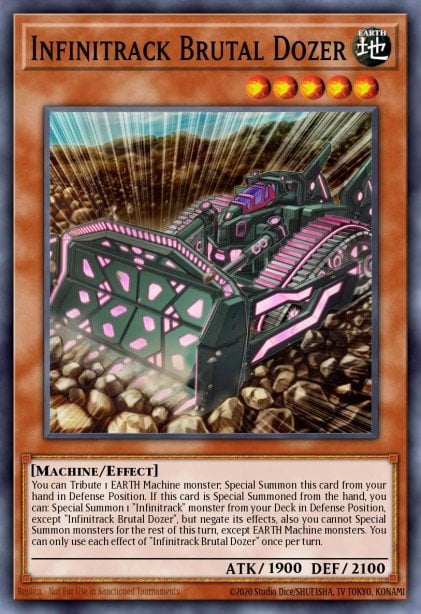 INFINITRACK BRUTAL DOZER
EARTH
地
[MACHINE/EFFECT]
You can Tribute 1 EARTH Machine monster; Special Summon this card from your
hand in Defense Position. If this card is Special Summoned from the hand, you
can: Special Summon 1 "Infinitrack" monster from your Deck in Defense Position,
except "Infinitrack Brutal Dozer", but negate its effects, also you cannot Special
Summon monsters for the rest of this turn, except EARTH Machine monsters. You
can only use each effect of "Infinitrack Brutal Dozer" once per turn.
ATK/1900 DEF/2100
Replica - Not For Use in Sanctioned Tournaments
©2020 Studio Dice/SHUEISHA, TV TOKYO, KONAMI